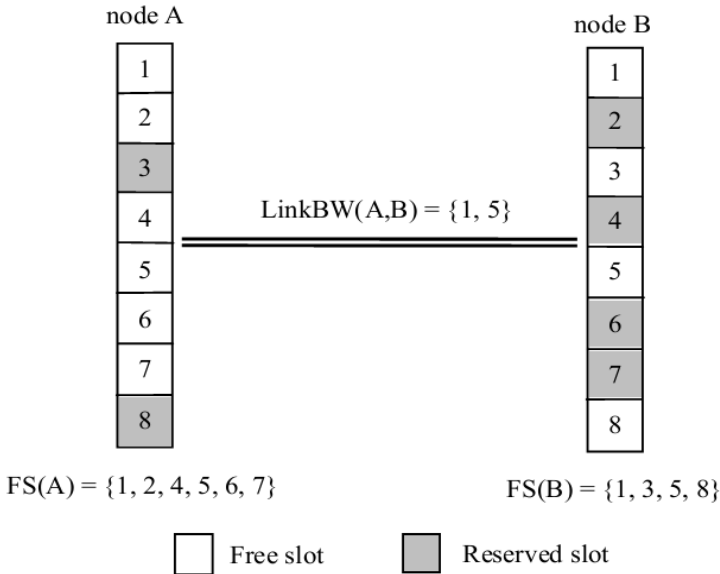 node A
node B
1
2
3
4
5
6
7
8
LinkBW(A,B) = {1, 5}
1
2
3
4
5
6
7
8
FS(A) = {1, 2, 4, 5, 6, 7}
FS(B) = {1, 3, 5, 8}
Free slot
Reserved slot